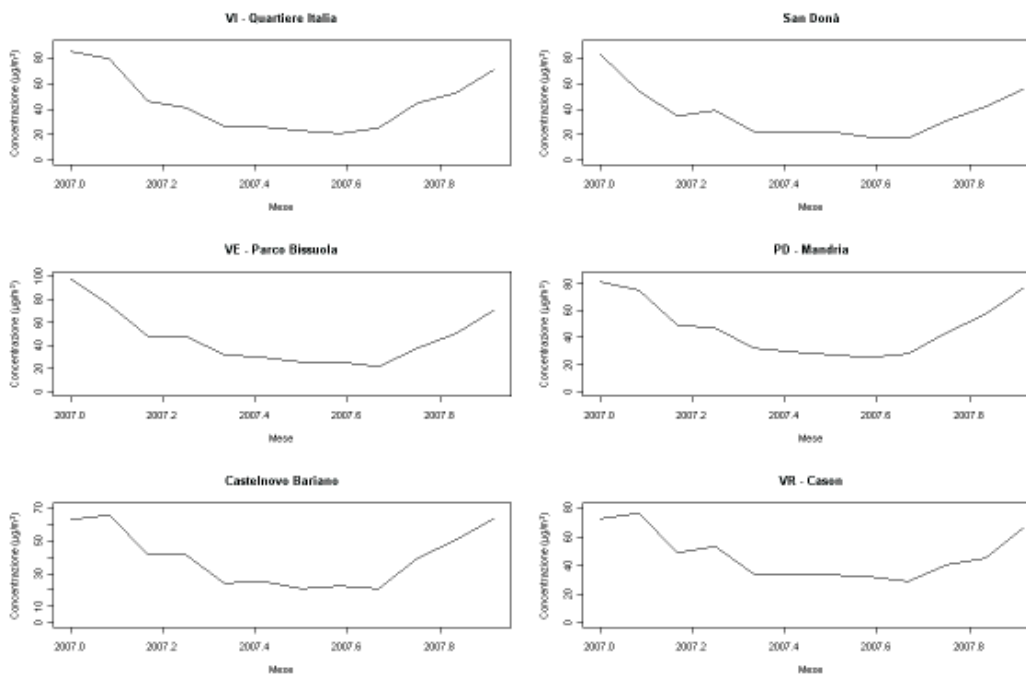 VI - Quartiere Italia
Concentrazione (µg/m³)
80
60
40
20
0
2007.0 2007.2 2007.4 2007.6 2007.8
Mese
San Donà
Concentrazione (µg/m³)
80
60
40
20
0
2007.0 2007.2 2007.4 2007.6 2007.8
Mese
VE - Parco Bissuola
Concentrazione (µg/m³)
100
80
60
40
20
0
2007.0 2007.2 2007.4 2007.6 2007.8
Mese
PD - Mandria
Concentrazione (µg/m³)
80
60
40
20
0
2007.0 2007.2 2007.4 2007.6 2007.8
Mese
Castelnovo Bariano
Concentrazione (µg/m³)
70
50
30
10
0
2007.0 2007.2 2007.4 2007.6 2007.8
Mese
VR - Cason
Concentrazione (µg/m³)
80
60
40
20
0
2007.0 2007.2 2007.4 2007.6 2007.8
Mese